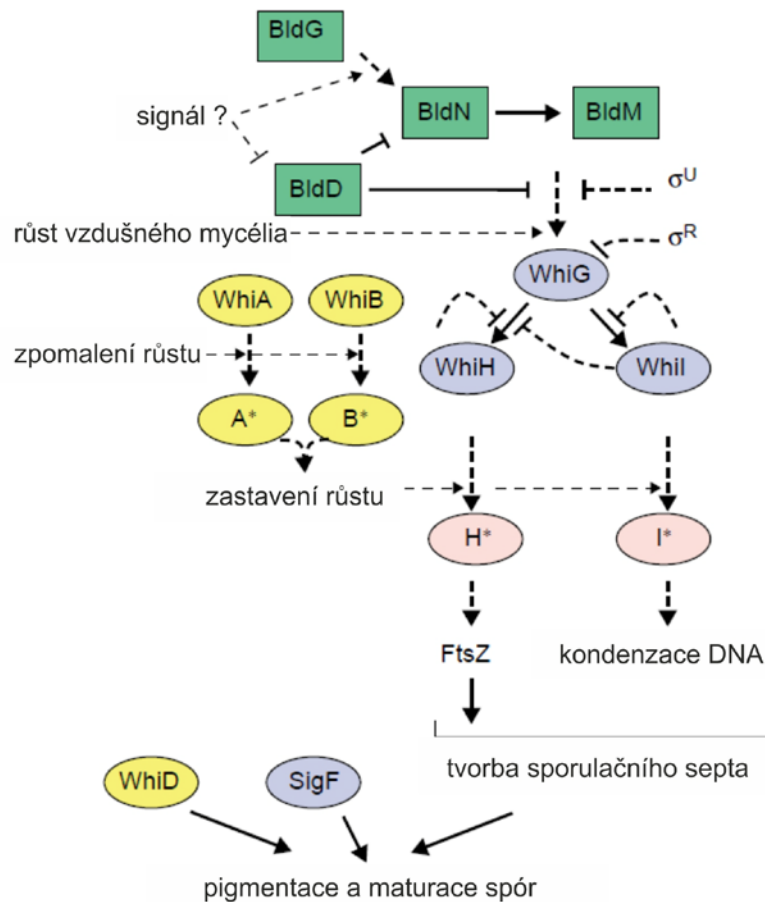 BldG
signál ?
BldN
BldM
BldD
σU
růst vzdušného mycélia
σR
WhiG
WhiA
WhiB
zpomalení růstu
WhiH
WhiI
A*
B*
zastavení růstu
H*
I*
FtsZ
kondenzace DNA
tvorba sporulačního septa
WhiD
SigF
pigmentace a maturace spór